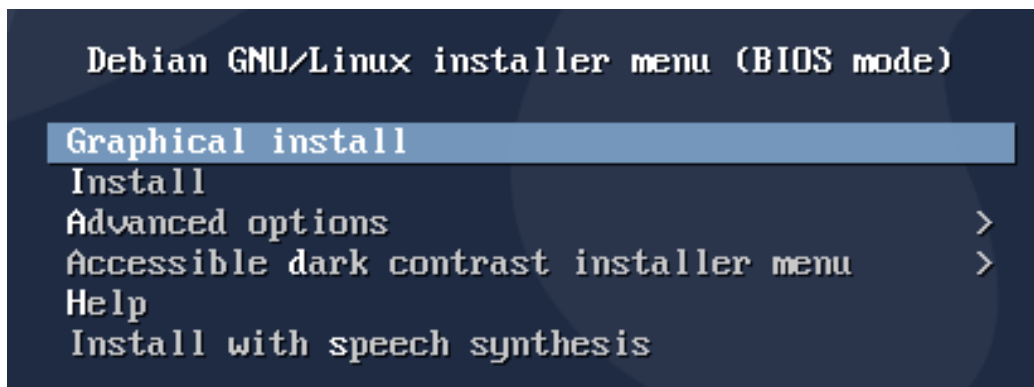 Debian GNU/Linux installer menu (BIOS mode)
Graphical install
Install
Advanced options >
Accessible dark contrast installer menu >
Help
Install with speech synthesis